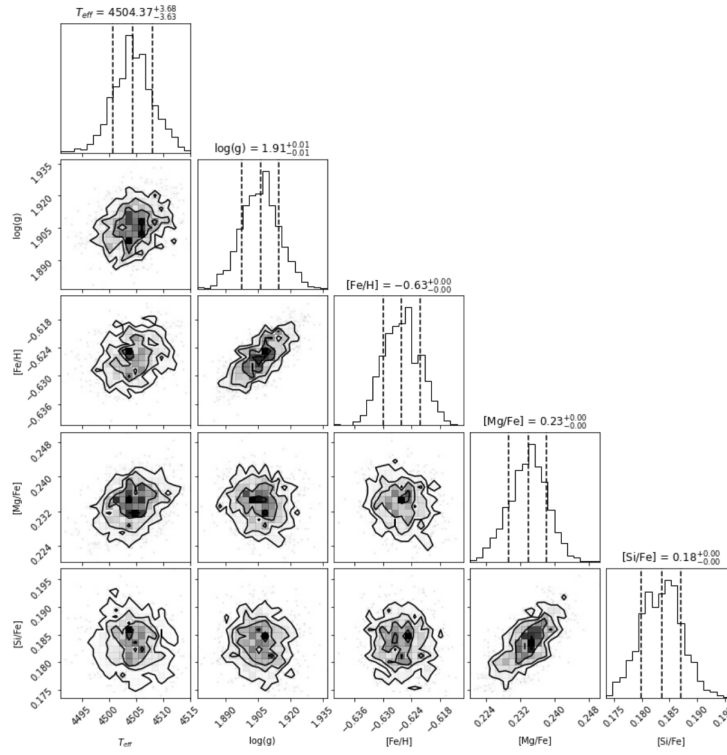 T_eff = 4504.37^{+3.68}_{-3.63}
log(g) = 1.91^{+0.01}_{-0.01}
1.935
1.920
1.905
1.890
log(g)
[Fe/H] = −0.63^{+0.00}_{-0.00}
−0.618
−0.624
−0.630
−0.636
[Fe/H]
[Mg/Fe] = 0.23^{+0.00}_{-0.00}
0.248
0.240
0.232
0.224
[Mg/Fe]
[Si/Fe] = 0.18^{+0.00}_{-0.00}
0.195
0.190
0.185
0.180
0.175
[Si/Fe]
4495 4500 4505 4510 4515
1.890 1.905 1.920 1.935
−0.636 −0.630 −0.624 −0.618
0.224 0.232 0.240 0.248
0.175 0.180 0.185 0.190
T_eff log(g) [Fe/H] [Mg/Fe] [Si/Fe]